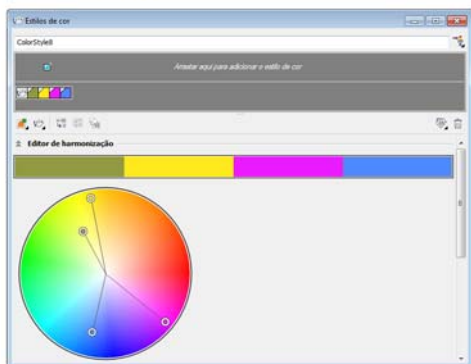 Estilos de cor
ColorStyle8
Arrastar aqui para adicionar o estilo de cor
Editor de harmonização